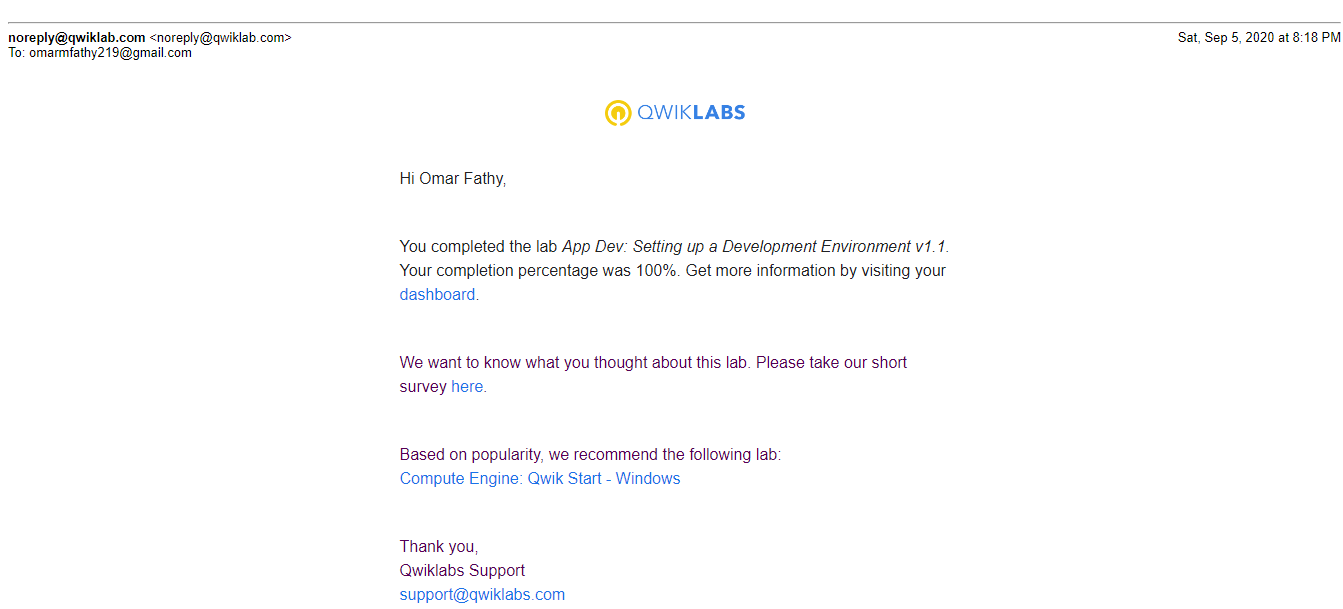 noreply@qwiklab.com <noreply@qwiklab.com> Sat, Sep 5, 2020 at 8:18 PM
To: omarmfathy219@gmail.com
QWIKLABS
Hi Omar Fathy,
You completed the lab App Dev: Setting up a Development Environment v1.1.
Your completion percentage was 100%. Get more information by visiting your
dashboard.
We want to know what you thought about this lab. Please take our short
survey here.
Based on popularity, we recommend the following lab:
Compute Engine: Qwik Start - Windows
Thank you,
Qwiklabs Support
support@qwiklabs.com